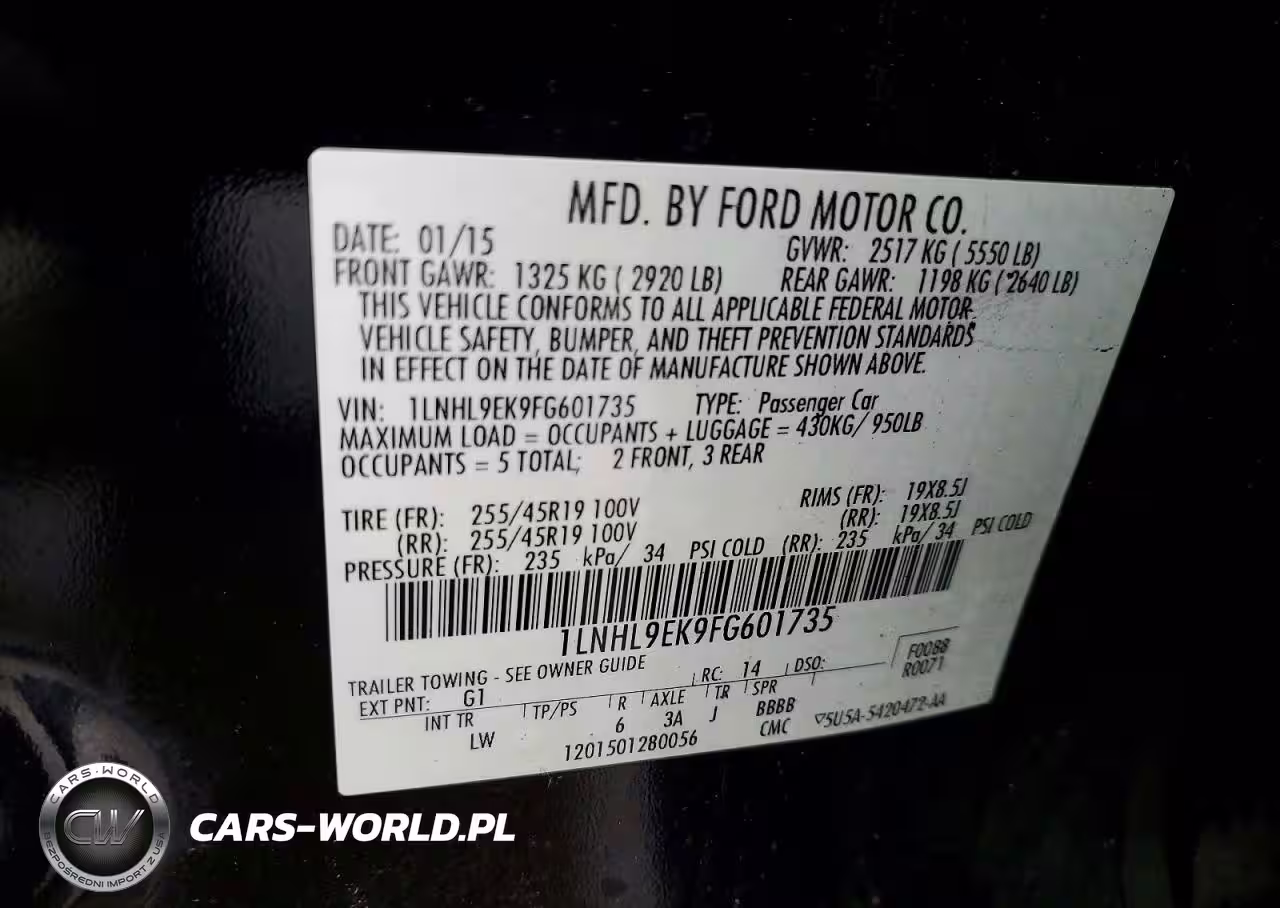 MFD. BY FORD MOTOR CO.
DATE: 01/15 GVWR: 2517 KG ( 5550 LB)
FRONT GAWR: 1325 KG ( 2920 LB) REAR GAWR: 1198 KG ( 2640 LB)
THIS VEHICLE CONFORMS TO ALL APPLICABLE FEDERAL MOTOR
VEHICLE SAFETY, BUMPER, AND THEFT PREVENTION STANDARDS
IN EFFECT ON THE DATE OF MANUFACTURE SHOWN ABOVE.
VIN: 1LNHL9EK9FG601735 TYPE: Passenger Car
MAXIMUM LOAD = OCCUPANTS + LUGGAGE = 430KG/ 950LB
OCCUPANTS = 5 TOTAL; 2 FRONT, 3 REAR
TIRE (FR): 255/45R19 100V RIMS (FR): 19X8.5J
(RR): 255/45R19 100V (RR): 19X8.5J
PRESSURE (FR): 235 kPa/ 34 PSI COLD (RR): 235 kPa/ 34 PSI COLD
1LNHL9EK9FG601735
TRAILER TOWING - SEE OWNER GUIDE F0088
EXT PNT: G1 RC: 14 DSO: R0071
INT TR TP/PS R AXLE TR SPR
LW 6 3A J BBBB
1201501280056 CMC ▽5U5A-5420472-AA
CARS-WORLD
CW
BEZPOŚREDNI IMPORT Z USA
CARS-WORLD.PL